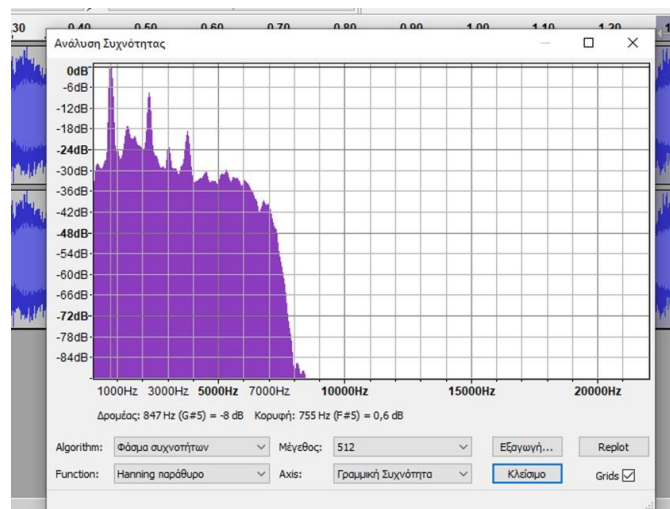 30 0.40 0.50 0.60 0.70 0.80 0.90 1.00 1.10 1.20
Ανάλυση Συχνότητας
0dB
-6dB
-12dB
-18dB
-24dB
-30dB
-36dB
-42dB
-48dB
-54dB
-60dB
-66dB
-72dB
-78dB
-84dB
1000Hz 3000Hz 5000Hz 7000Hz 10000Hz 15000Hz 20000Hz
Δρομέας: 847 Hz (G#5) = -8 dB Κορυφή: 755 Hz (F#5) = 0,6 dB
Algorithm: Φάσμα συχνοτήτων Μέγεθος: 512 Εξαγωγή... Replot
Function: Hanning παράθυρο Axis: Γραμμική Συχνότητα Κλείσιμο Grids